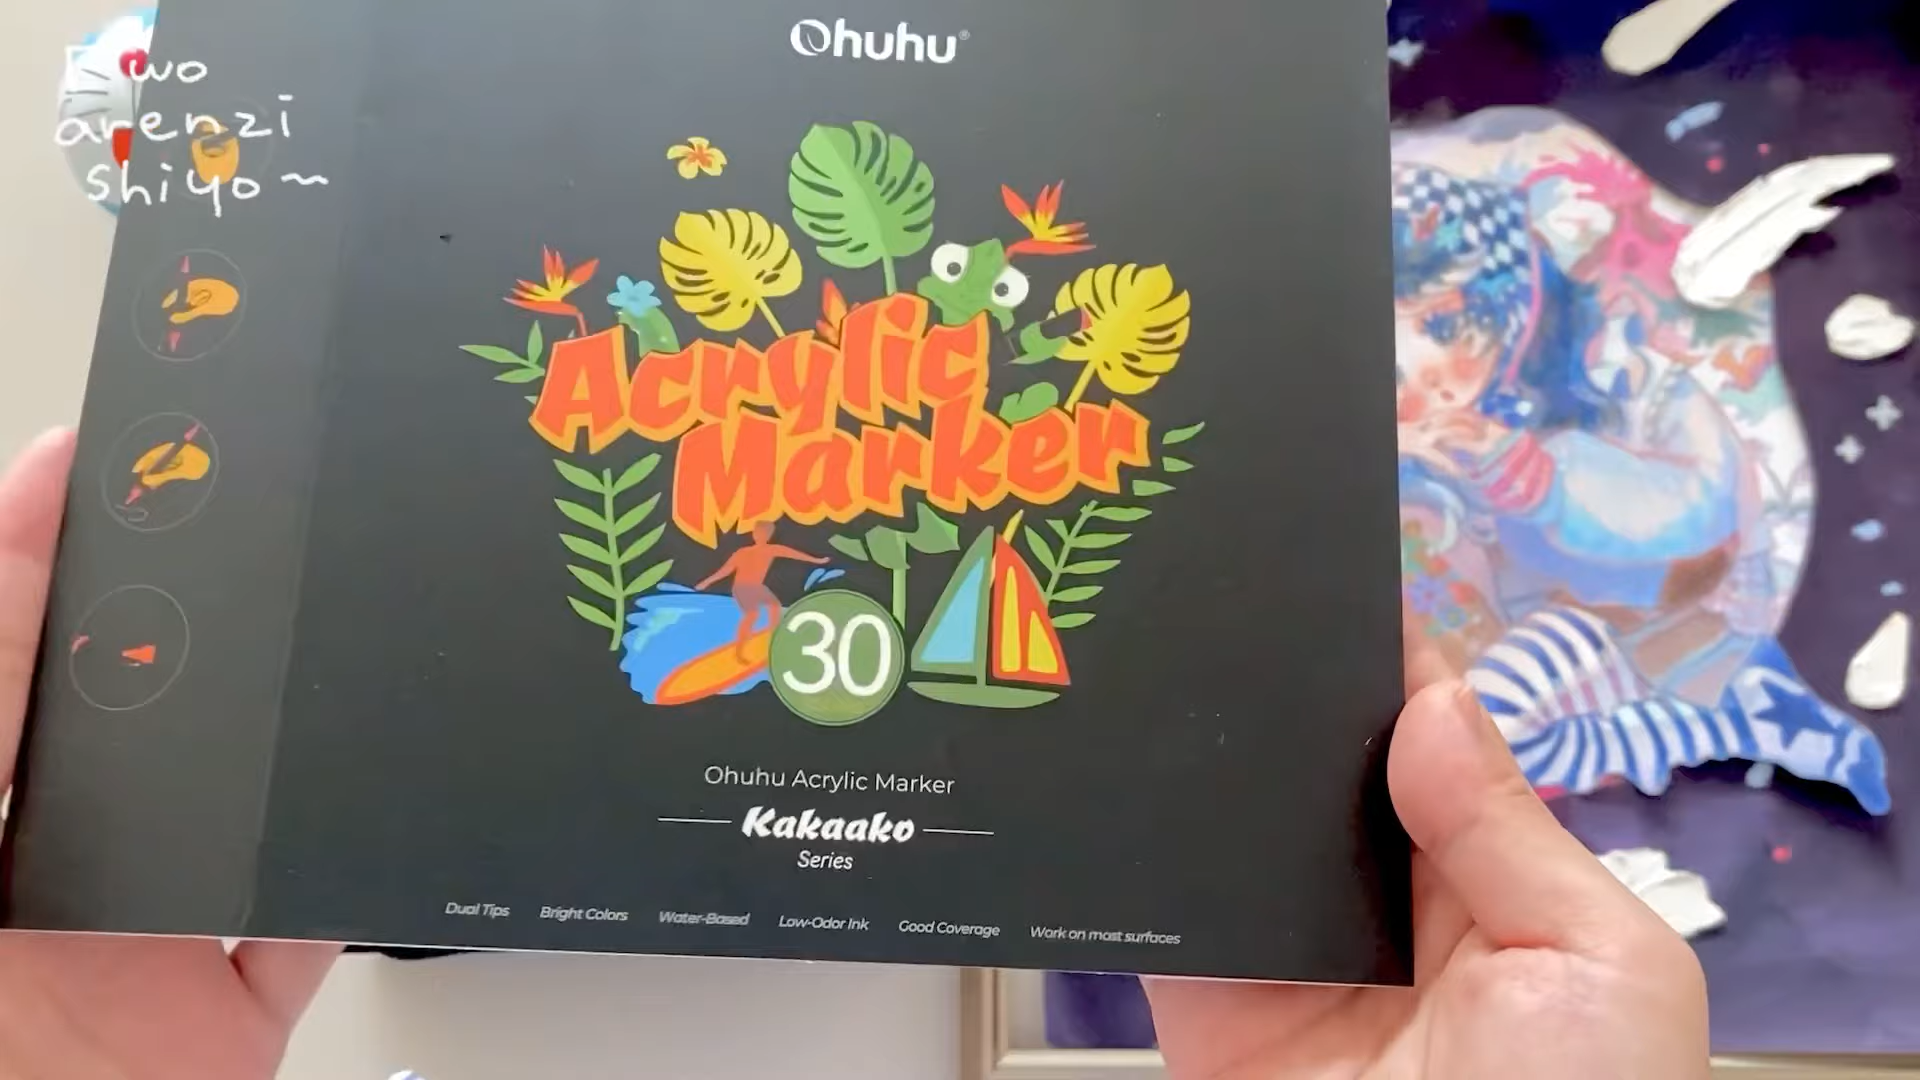 wo
arenzi
shiyo~
Ohuhu®
Acrylic
Marker
30
Ohuhu Acrylic Marker
Kakaako
Series
Dual Tips Bright Colors Water-Based Low-Odor Ink Good Coverage Work on most surfaces